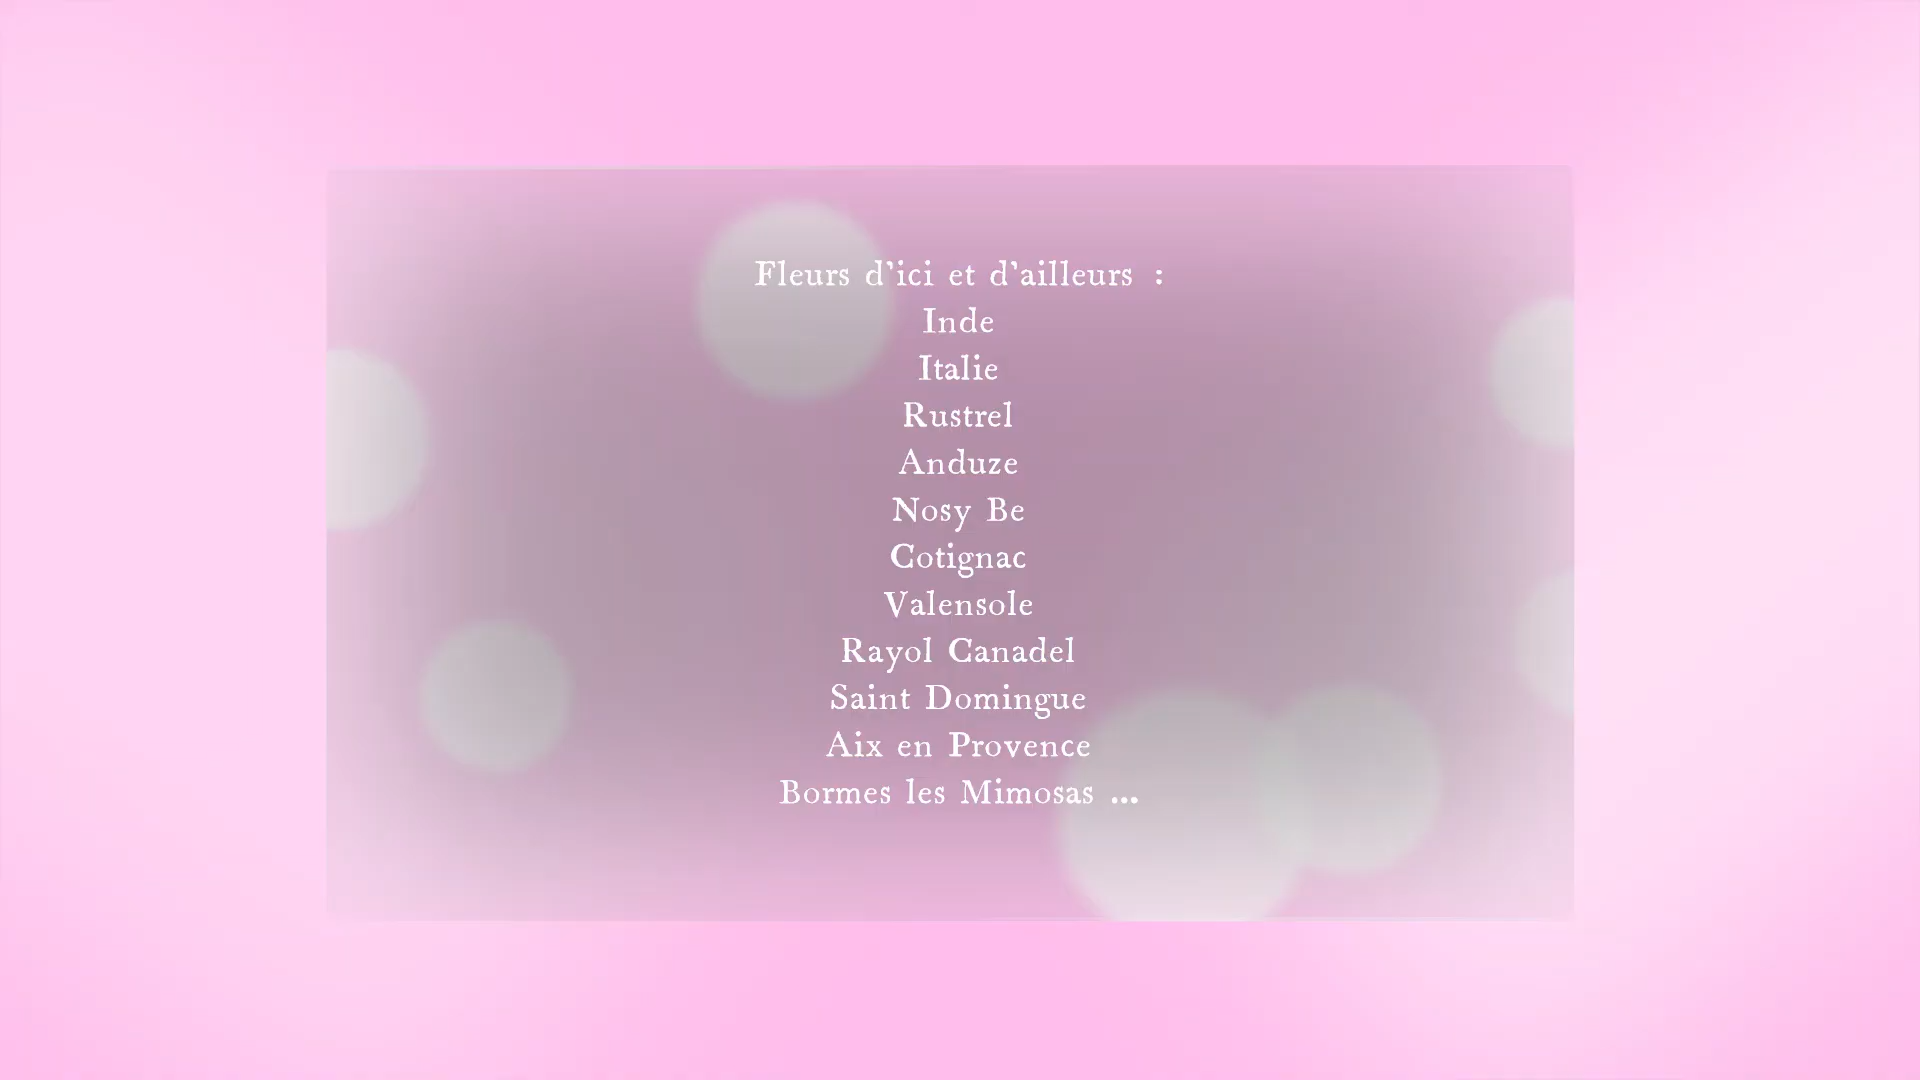 Fleurs d'ici et d'ailleurs :
Inde
Italie
Rustrel
Anduze
Nosy Be
Cotignac
Valensole
Rayol Canadel
Saint Domingue
Aix en Provence
Bormes les Mimosas ...